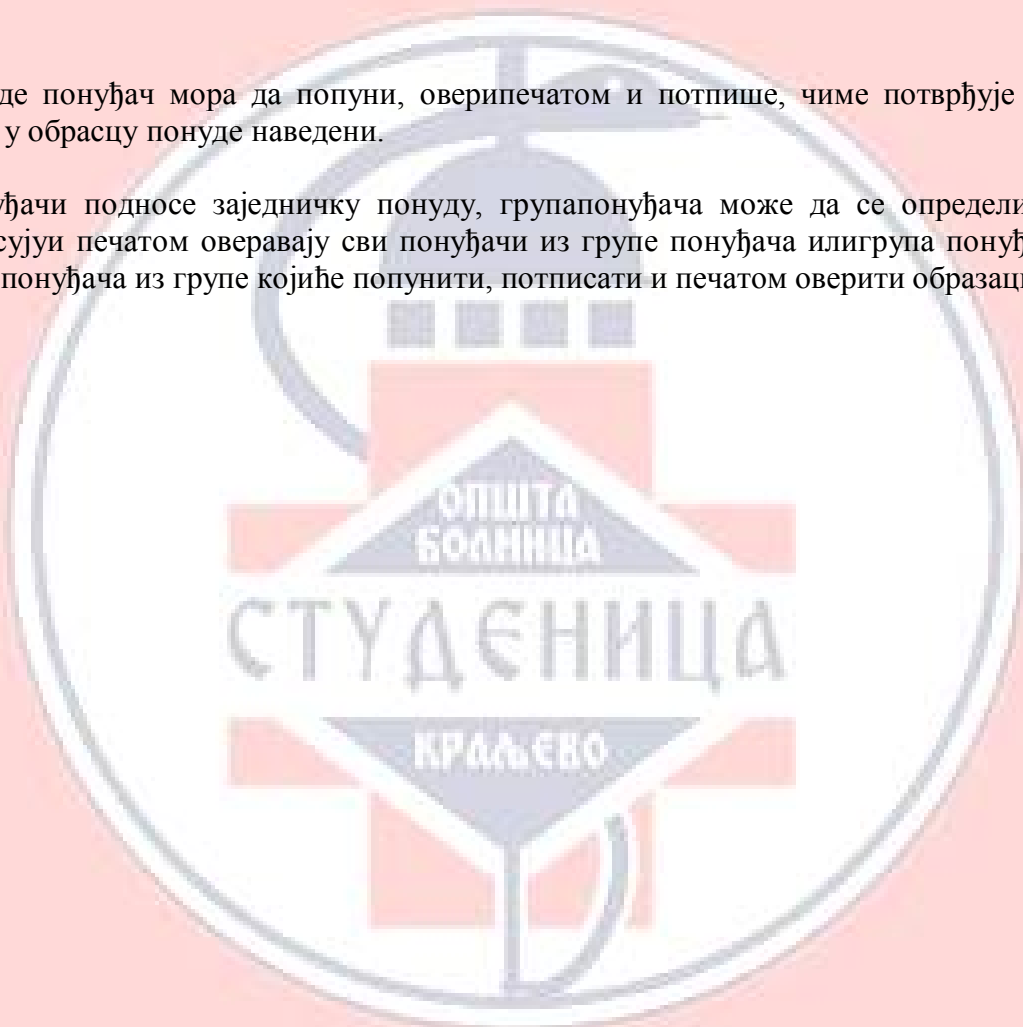 де понуђач мора да попуни, оверипечатом и потпише, чиме потврђује
у обрасцу понуде наведени.
уђачи подносе заједничку понуду, групапонуђача може да се определи
сујуи печатом оверавају сви понуђачи из групе понуђача илигрупа понуђ
понуђача из групе којиће попунити, потписати и печатом оверити образац
ОПШТА
БОЛНИЦА
СТУДЕНИЦА
КРАЉЕВО